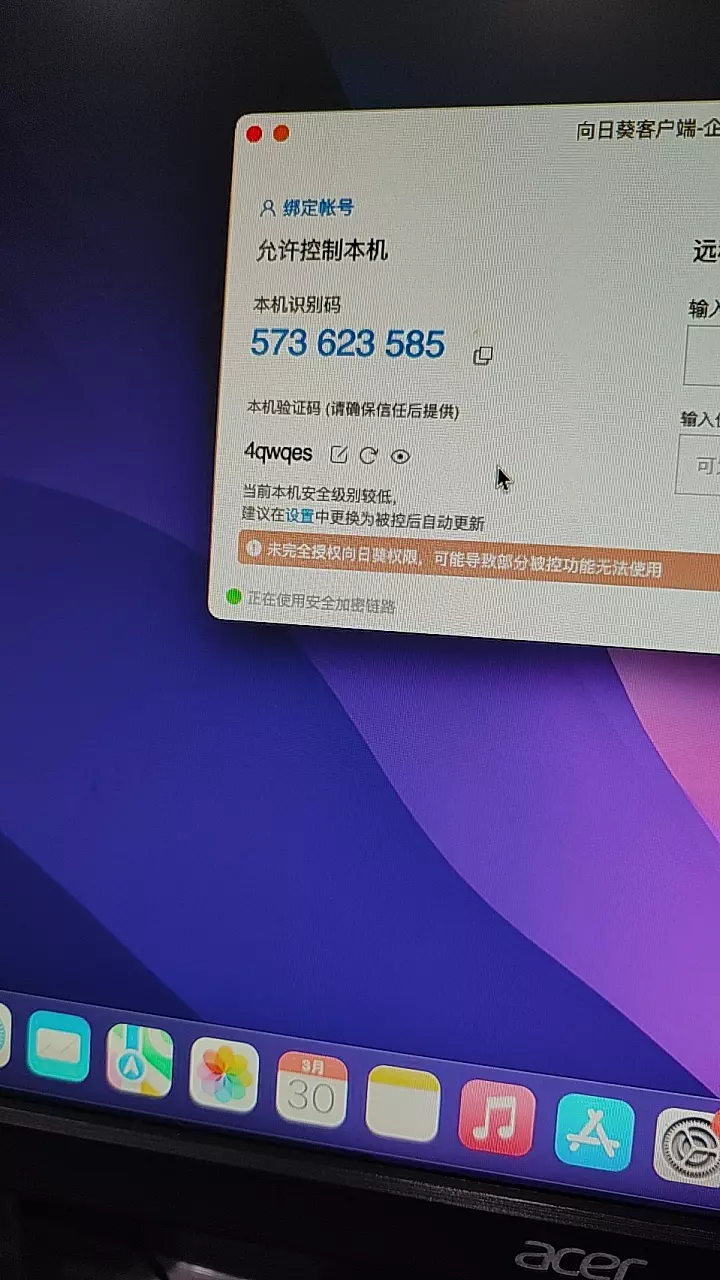 向日葵客户端-企
绑定帐号
允许控制本机
本机识别码
573 623 585
本机验证码 (请确保信任后提供)
4qwqes
当前本机安全级别较低,
建议在设置中更换为被控后自动更新
未完全授权向日葵权限，可能导致部分被控功能无法使用
正在使用安全加密链路
远
输入
输入
可
3月
30
acer